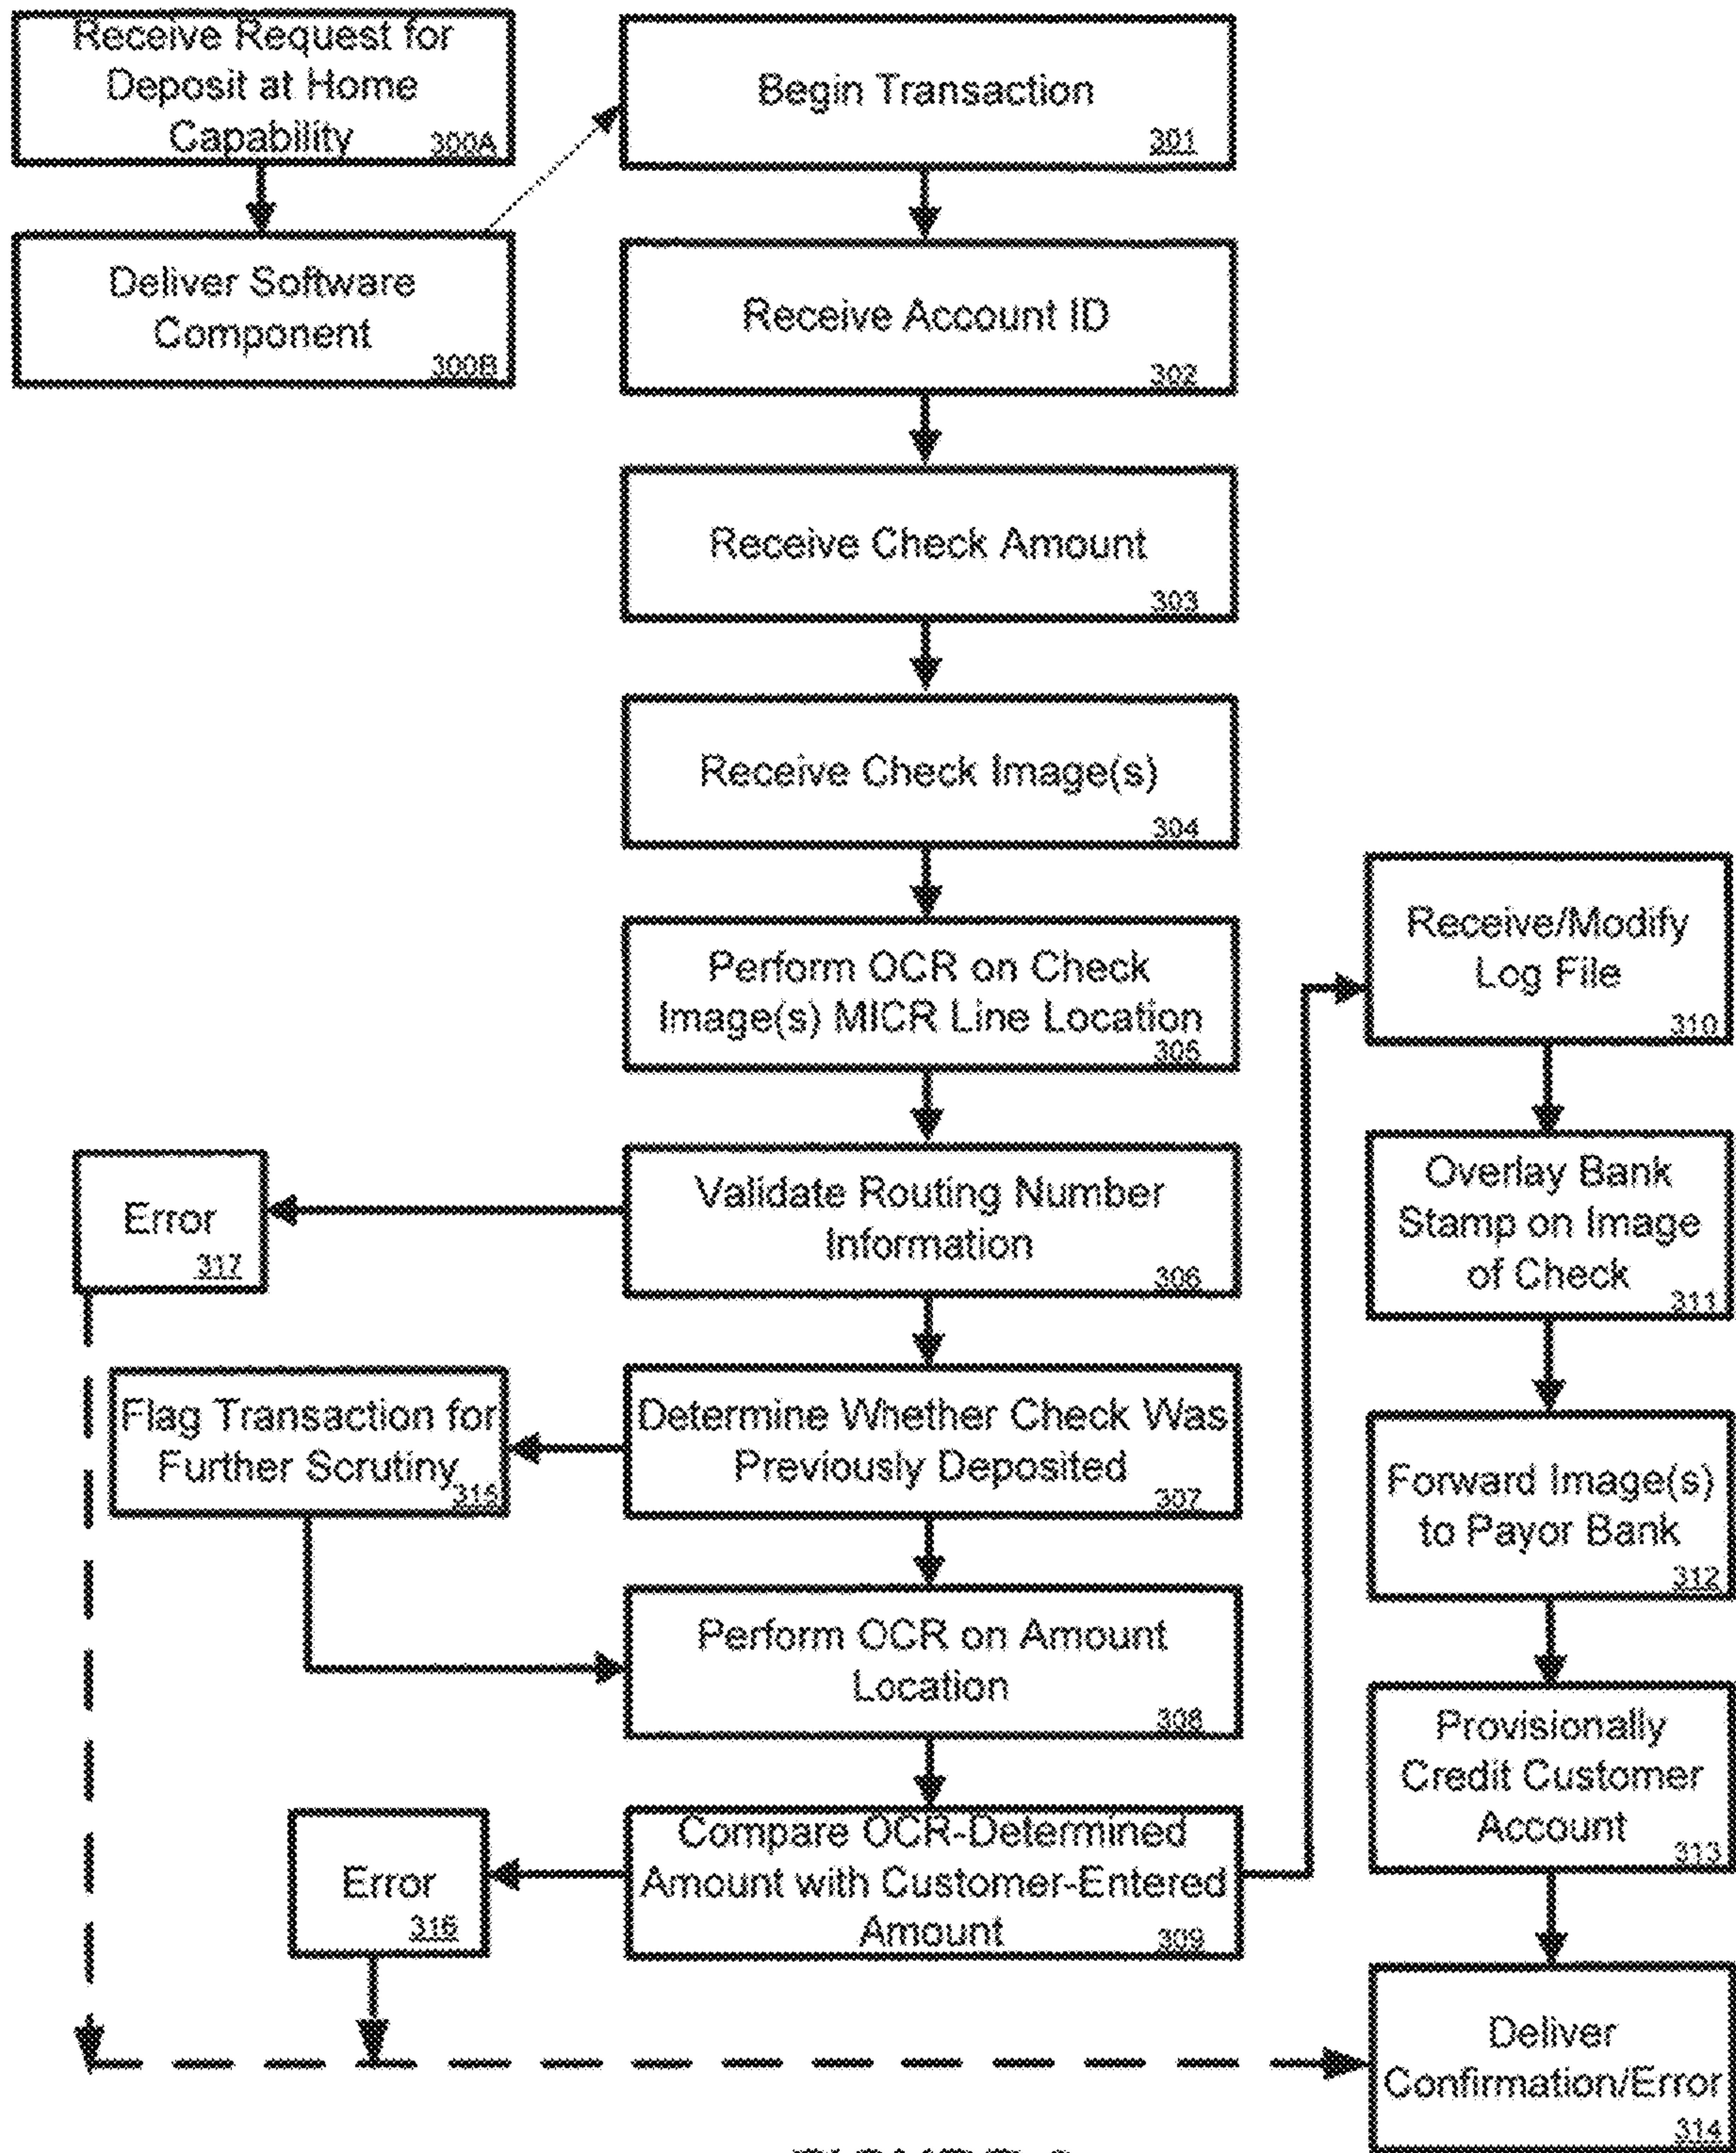 Receive Request for
Deposit at Home
Capability
300A
Deliver Software
Component
300B
Begin Transaction
301
Receive Account ID
302
Receive Check Amount
303
Receive Check Image(s)
304
Perform OCR on Check
Image(s) MICR Line Location
305
Validate Routing Number
Information
306
Error
317
Determine Whether Check Was
Previously Deposited
307
Flag Transaction for
Further Scrutiny
315
Perform OCR on Amount
Location
308
Compare OCR-Determined
Amount with Customer-Entered
Amount
309
Error
316
Receive/Modify
Log File
310
Overlay Bank
Stamp on Image
of Check
311
Forward Image(s)
to Payor Bank
312
Provisionally
Credit Customer
Account
313
Deliver
Confirmation/Error
314